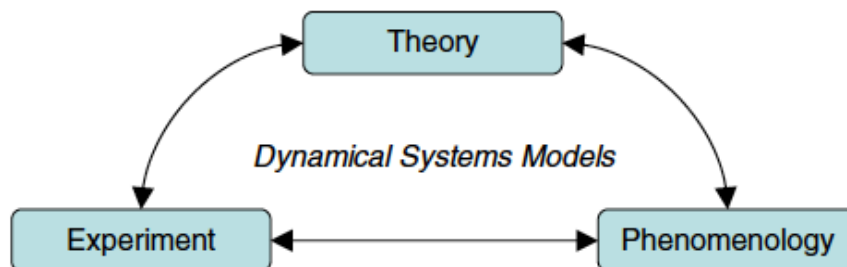 Theory
Dynamical Systems Models
Experiment
Phenomenology